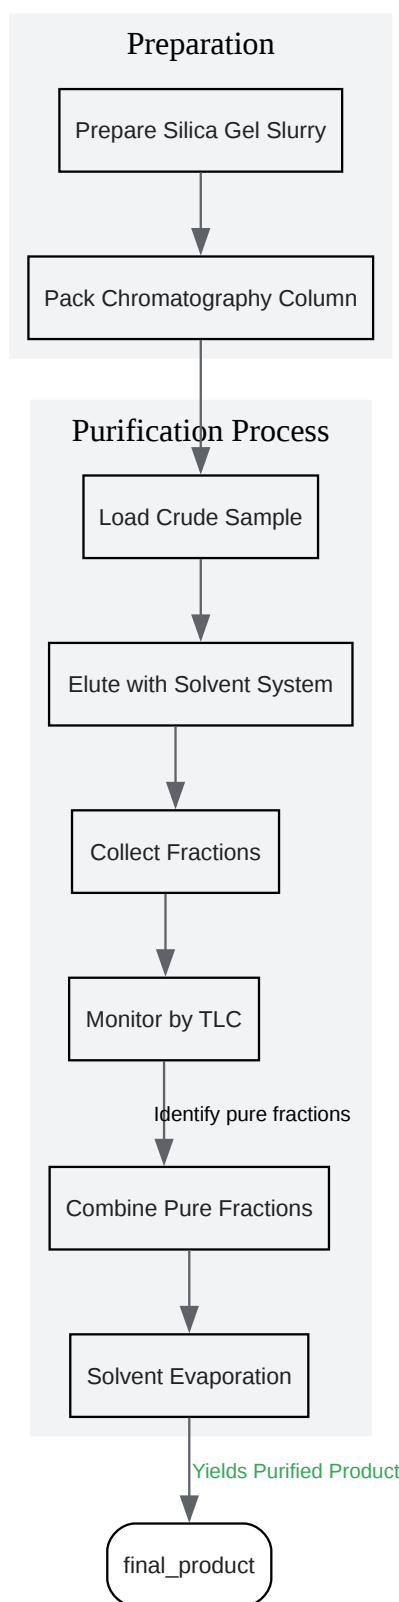 Preparation
Prepare Silica Gel Slurry
Pack Chromatography Column
Purification Process
Load Crude Sample
Elute with Solvent System
Collect Fractions
Monitor by TLC
Identify pure fractions
Combine Pure Fractions
Solvent Evaporation
Yields Purified Product
final_product